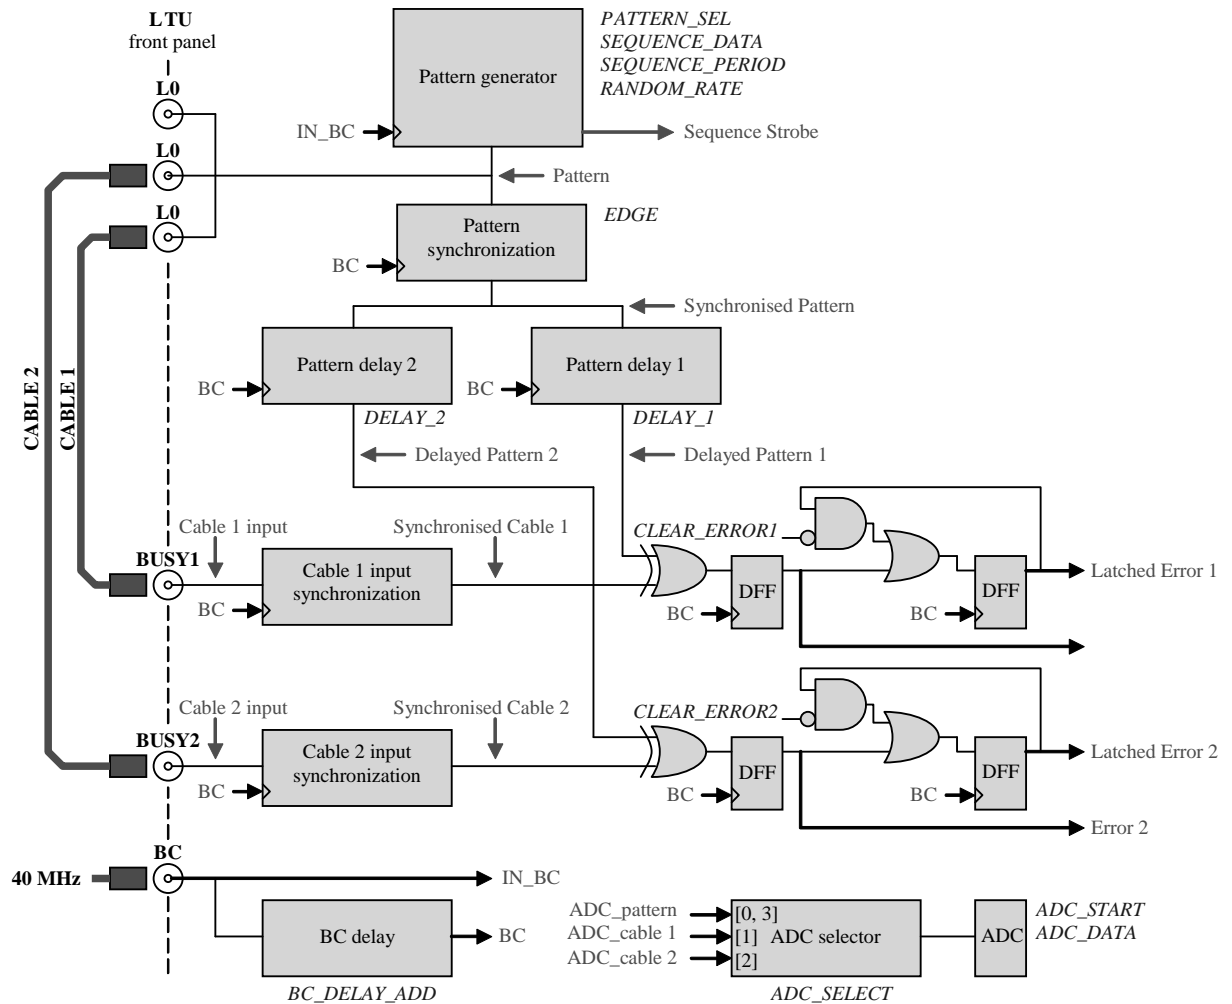 LTU
front panel
PATTERN_SEL
SEQUENCE_DATA
SEQUENCE_PERIOD
RANDOM_RATE
Pattern generator
L0
IN_BC
Sequence Strobe
L0
Pattern
L0
EDGE
Pattern
synchronization
BC
Synchronised Pattern
Pattern delay 2
Pattern delay 1
BC
BC
DELAY_2
DELAY_1
CABLE 2
CABLE 1
Delayed Pattern 2
Delayed Pattern 1
Cable 1 input
Synchronised Cable 1
CLEAR_ERROR1
BUSY1
Cable 1 input
synchronization
DFF
DFF
Latched Error 1
BC
BC
BC
Cable 2 input
Synchronised Cable 2
CLEAR_ERROR2
BUSY2
Cable 2 input
synchronization
DFF
DFF
Latched Error 2
BC
BC
BC
Error 2
BC
40 MHz
IN_BC
BC delay
BC
BC_DELAY_ADD
ADC_pattern
ADC_cable 1
ADC_cable 2
[0, 3]
[1]
[2]
ADC selector
ADC_SELECT
ADC
ADC_START
ADC_DATA